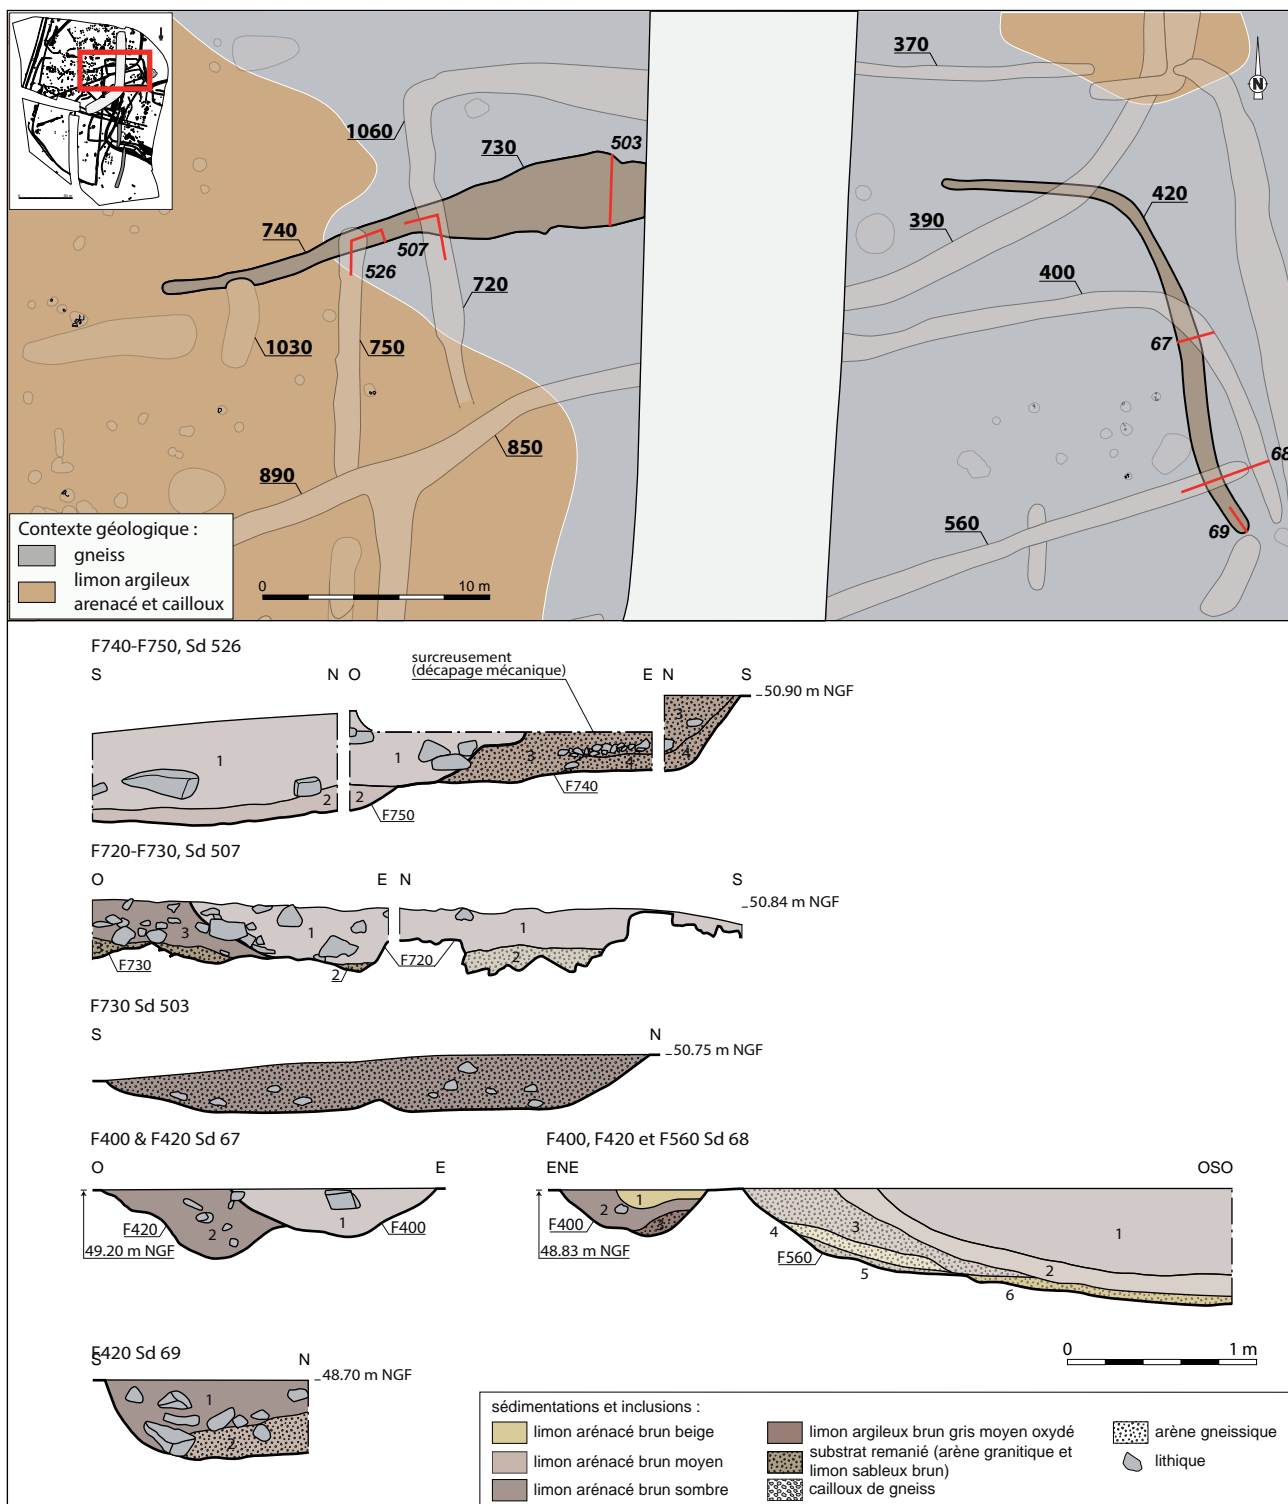 370
1060
503
730
420
740
390
507
400
526
720
67
1030
750
68
850
890
560
69
N
Contexte géologique :
gneiss
limon argileux
arenacé et cailloux
0 10 m
F740-F750, Sd 526
surcreusement
(décapage mécanique)
S N O E N S
50.90 m NGF
1 1 3 4 3 4
2 2
F740
F750
F720-F730, Sd 507
O E N S
50.84 m NGF
3 1 1
2 2
F730 F720
F730 Sd 503
S N
50.75 m NGF
F400 & F420 Sd 67
O E
F420 2 1 F400
49.20 m NGF
F400, F420 et F560 Sd 68
ENE OSO
1 2 3
F400
48.83 m NGF
4 3 1
F560 2
5 6
F420 Sd 69
S N
48.70 m NGF
1
2
0 1 m
sédimentations et inclusions :
limon arénacé brun beige
limon arénacé brun moyen
limon arénacé brun sombre
limon argileux brun gris moyen oxydé
substrat remanié (arène granitique et
limon sableux brun)
cailloux de gneiss
arène gneissique
lithique